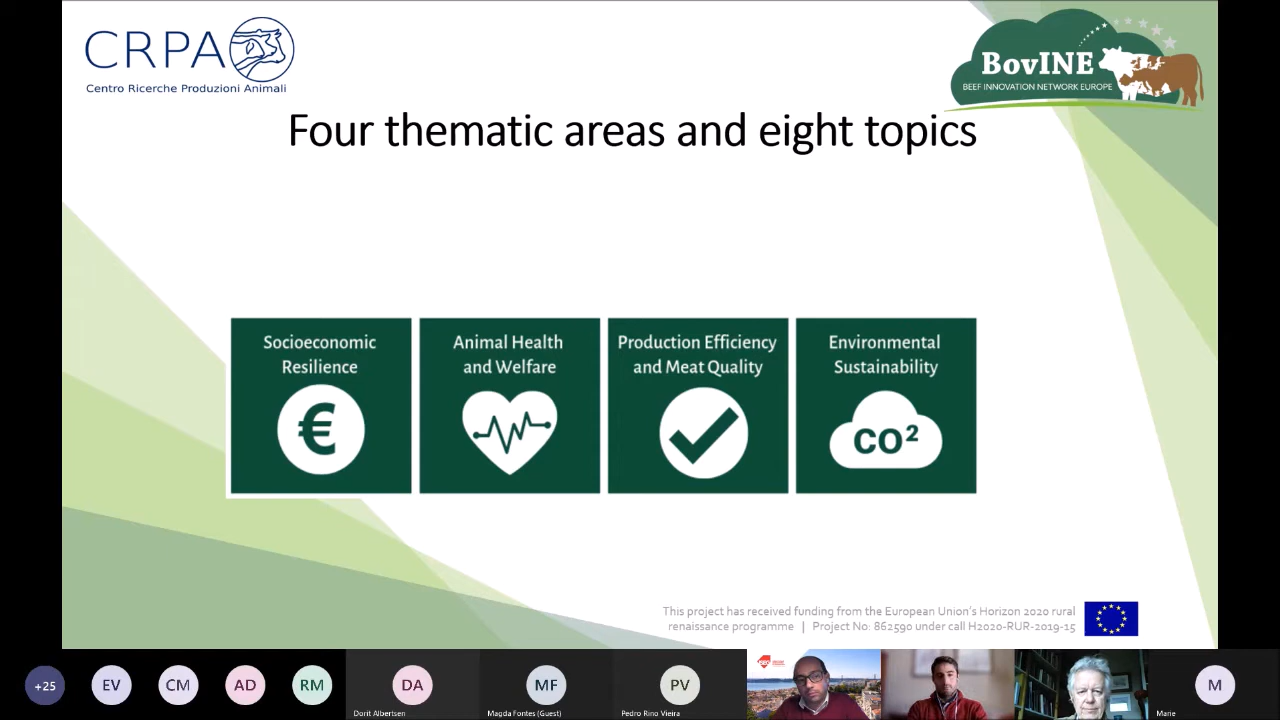 CRPA
Centro Ricerche Produzioni Animali
BovINE
BEEF INNOVATION NETWORK EUROPE
Four thematic areas and eight topics
Socioeconomic
Resilience
€
Animal Health
and Welfare
Production Efficiency
and Meat Quality
Environmental
Sustainability
CO²
This project has received funding from the European Union's Horizon 2020 rural
renaissance programme | Project No: 862590 under call H2020-RUR-2019-15
+25
EV
CM
AD
RM
DA
Dorit Albertsen
MF
Magda Fontes (Guest)
PV
Pedro Rino Vieira
M
Marie